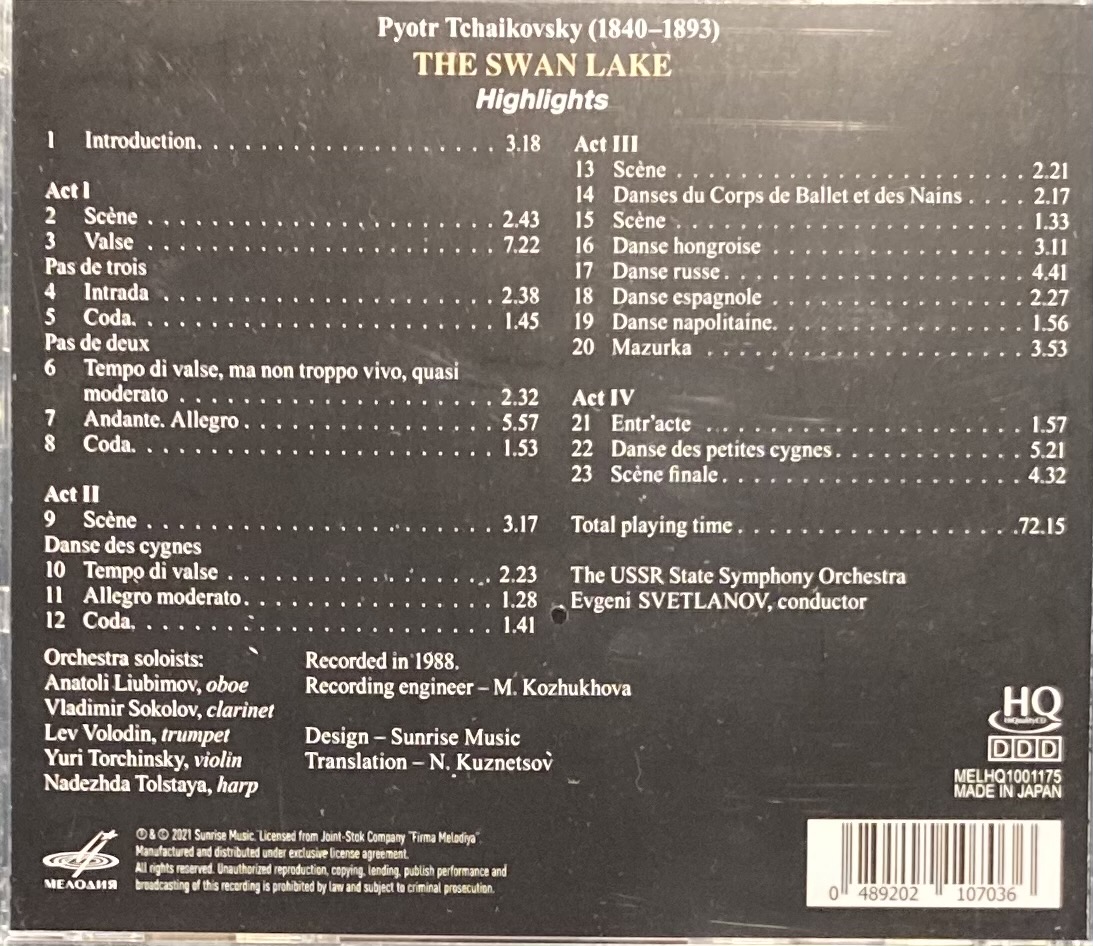 Pyotr Tchaikovsky (1840–1893)
THE SWAN LAKE
Highlights
1 Introduction. . . . . . . . . . . . . . . . . . . 3.18
Act I
2 Scène . . . . . . . . . . . . . . . . . . . . . . 2.43
3 Valse . . . . . . . . . . . . . . . . . . . . . . 7.22
Pas de trois
4 Intrada . . . . . . . . . . . . . . . . . . . . . 2.38
5 Coda. . . . . . . . . . . . . . . . . . . . . . . 1.45
Pas de deux
6 Tempo di valse, ma non troppo vivo, quasi
moderato . . . . . . . . . . . . . . . . . . . . 2.32
7 Andante. Allegro . . . . . . . . . . . . . . . . 5.57
8 Coda. . . . . . . . . . . . . . . . . . . . . . . 1.53
Act II
9 Scène . . . . . . . . . . . . . . . . . . . . . . 3.17
Danse des cygnes
10 Tempo di valse . . . . . . . . . . . . . . . . . 2.23
11 Allegro moderato. . . . . . . . . . . . . . . . 1.28
12 Coda. . . . . . . . . . . . . . . . . . . . . . . 1.41
Act III
13 Scène . . . . . . . . . . . . . . . . . . . . . . 2.21
14 Danses du Corps de Ballet et des Nains . . . . 2.17
15 Scène . . . . . . . . . . . . . . . . . . . . . . 1.33
16 Danse hongroise . . . . . . . . . . . . . . . . 3.11
17 Danse russe . . . . . . . . . . . . . . . . . . . 4.41
18 Danse espagnole . . . . . . . . . . . . . . . . 2.27
19 Danse napolitaine. . . . . . . . . . . . . . . . 1.56
20 Mazurka . . . . . . . . . . . . . . . . . . . . 3.53
Act IV
21 Entr'acte . . . . . . . . . . . . . . . . . . . . 1.57
22 Danse des petites cygnes . . . . . . . . . . . . 5.21
23 Scène finale . . . . . . . . . . . . . . . . . . . 4.32
Total playing time . . . . . . . . . . . . . . . . .72.15
The USSR State Symphony Orchestra
Evgeni SVETLANOV, conductor
Orchestra soloists:
Anatoli Liubimov, oboe
Vladimir Sokolov, clarinet
Lev Volodin, trumpet
Yuri Torchinsky, violin
Nadezhda Tolstaya, harp
Recorded in 1988.
Recording engineer – M. Kozhukhova
Design – Sunrise Music
Translation – N. Kuznetsov
HQ
HiQualityCD
DDD
MELHQ1001175
MADE IN JAPAN
МЕЛОДИЯ
℗ & © 2021 Sunrise Music. Licensed from Joint-Stok Company "Firma Melodiya".
Manufactured and distributed under exclusive license agreement.
All rights reserved. Unauthorized reproduction, copying, lending, publish performance and
broadcasting of this recording is prohibited by law and subject to criminal prosecution.
0 489202 107036